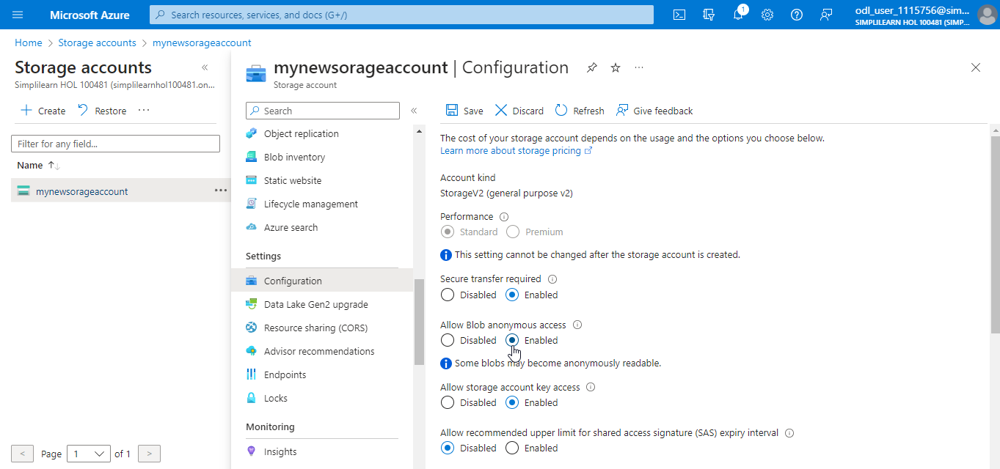 Microsoft Azure
Search resources, services, and docs (G+/)
1
odl_user_1115756@sim...
SIMPLILEARN HOL 100481 (SIMP...
Home > Storage accounts > mynewsorageaccount
Storage accounts
Simplilearn HOL 100481 (simplilearnhol100481.on...
Create
Restore
Filter for any field...
Name
mynewsorageaccount
< Page 1 of 1 >
mynewsorageaccount | Configuration
Storage account
Search
Object replication
Blob inventory
Static website
Lifecycle management
Azure search
Settings
Configuration
Data Lake Gen2 upgrade
Resource sharing (CORS)
Advisor recommendations
Endpoints
Locks
Monitoring
Insights
Save
Discard
Refresh
Give feedback
The cost of your storage account depends on the usage and the options you choose below.
Learn more about storage pricing
Account kind
StorageV2 (general purpose v2)
Performance
Standard Premium
This setting cannot be changed after the storage account is created.
Secure transfer required
Disabled Enabled
Allow Blob anonymous access
Disabled Enabled
Some blobs may become anonymously readable.
Allow storage account key access
Disabled Enabled
Allow recommended upper limit for shared access signature (SAS) expiry interval
Disabled Enabled